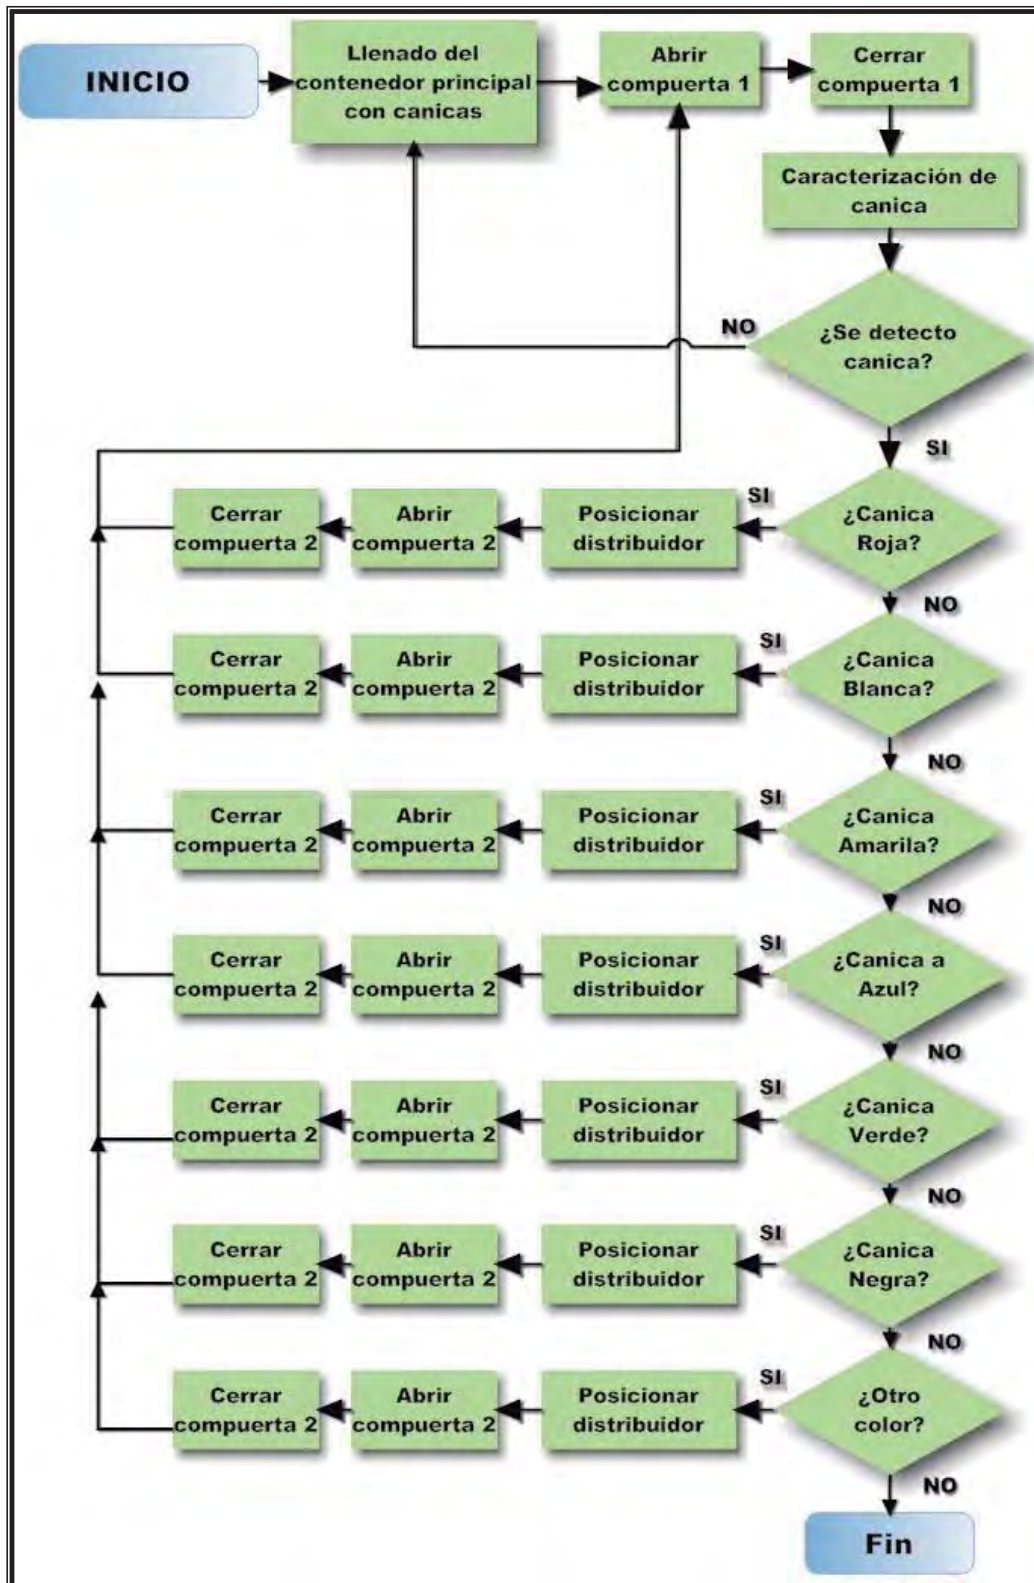 INICIO
Llenado del
contenedor principal
con canicas
Abrir
compuerta 1
Cerrar
compuerta 1
Caracterización de
canica
¿Se detecto
canica?
NO
SI
¿Canica
Roja?
SI
Posicionar
distribuidor
Abrir
compuerta 2
Cerrar
compuerta 2
NO
¿Canica
Blanca?
SI
Posicionar
distribuidor
Abrir
compuerta 2
Cerrar
compuerta 2
NO
¿Canica
Amarila?
SI
Posicionar
distribuidor
Abrir
compuerta 2
Cerrar
compuerta 2
NO
¿Canica a
Azul?
SI
Posicionar
distribuidor
Abrir
compuerta 2
Cerrar
compuerta 2
NO
¿Canica
Verde?
SI
Posicionar
distribuidor
Abrir
compuerta 2
Cerrar
compuerta 2
NO
¿Canica
Negra?
SI
Posicionar
distribuidor
Abrir
compuerta 2
Cerrar
compuerta 2
NO
¿Otro
color?
SI
Posicionar
distribuidor
Abrir
compuerta 2
Cerrar
compuerta 2
NO
Fin